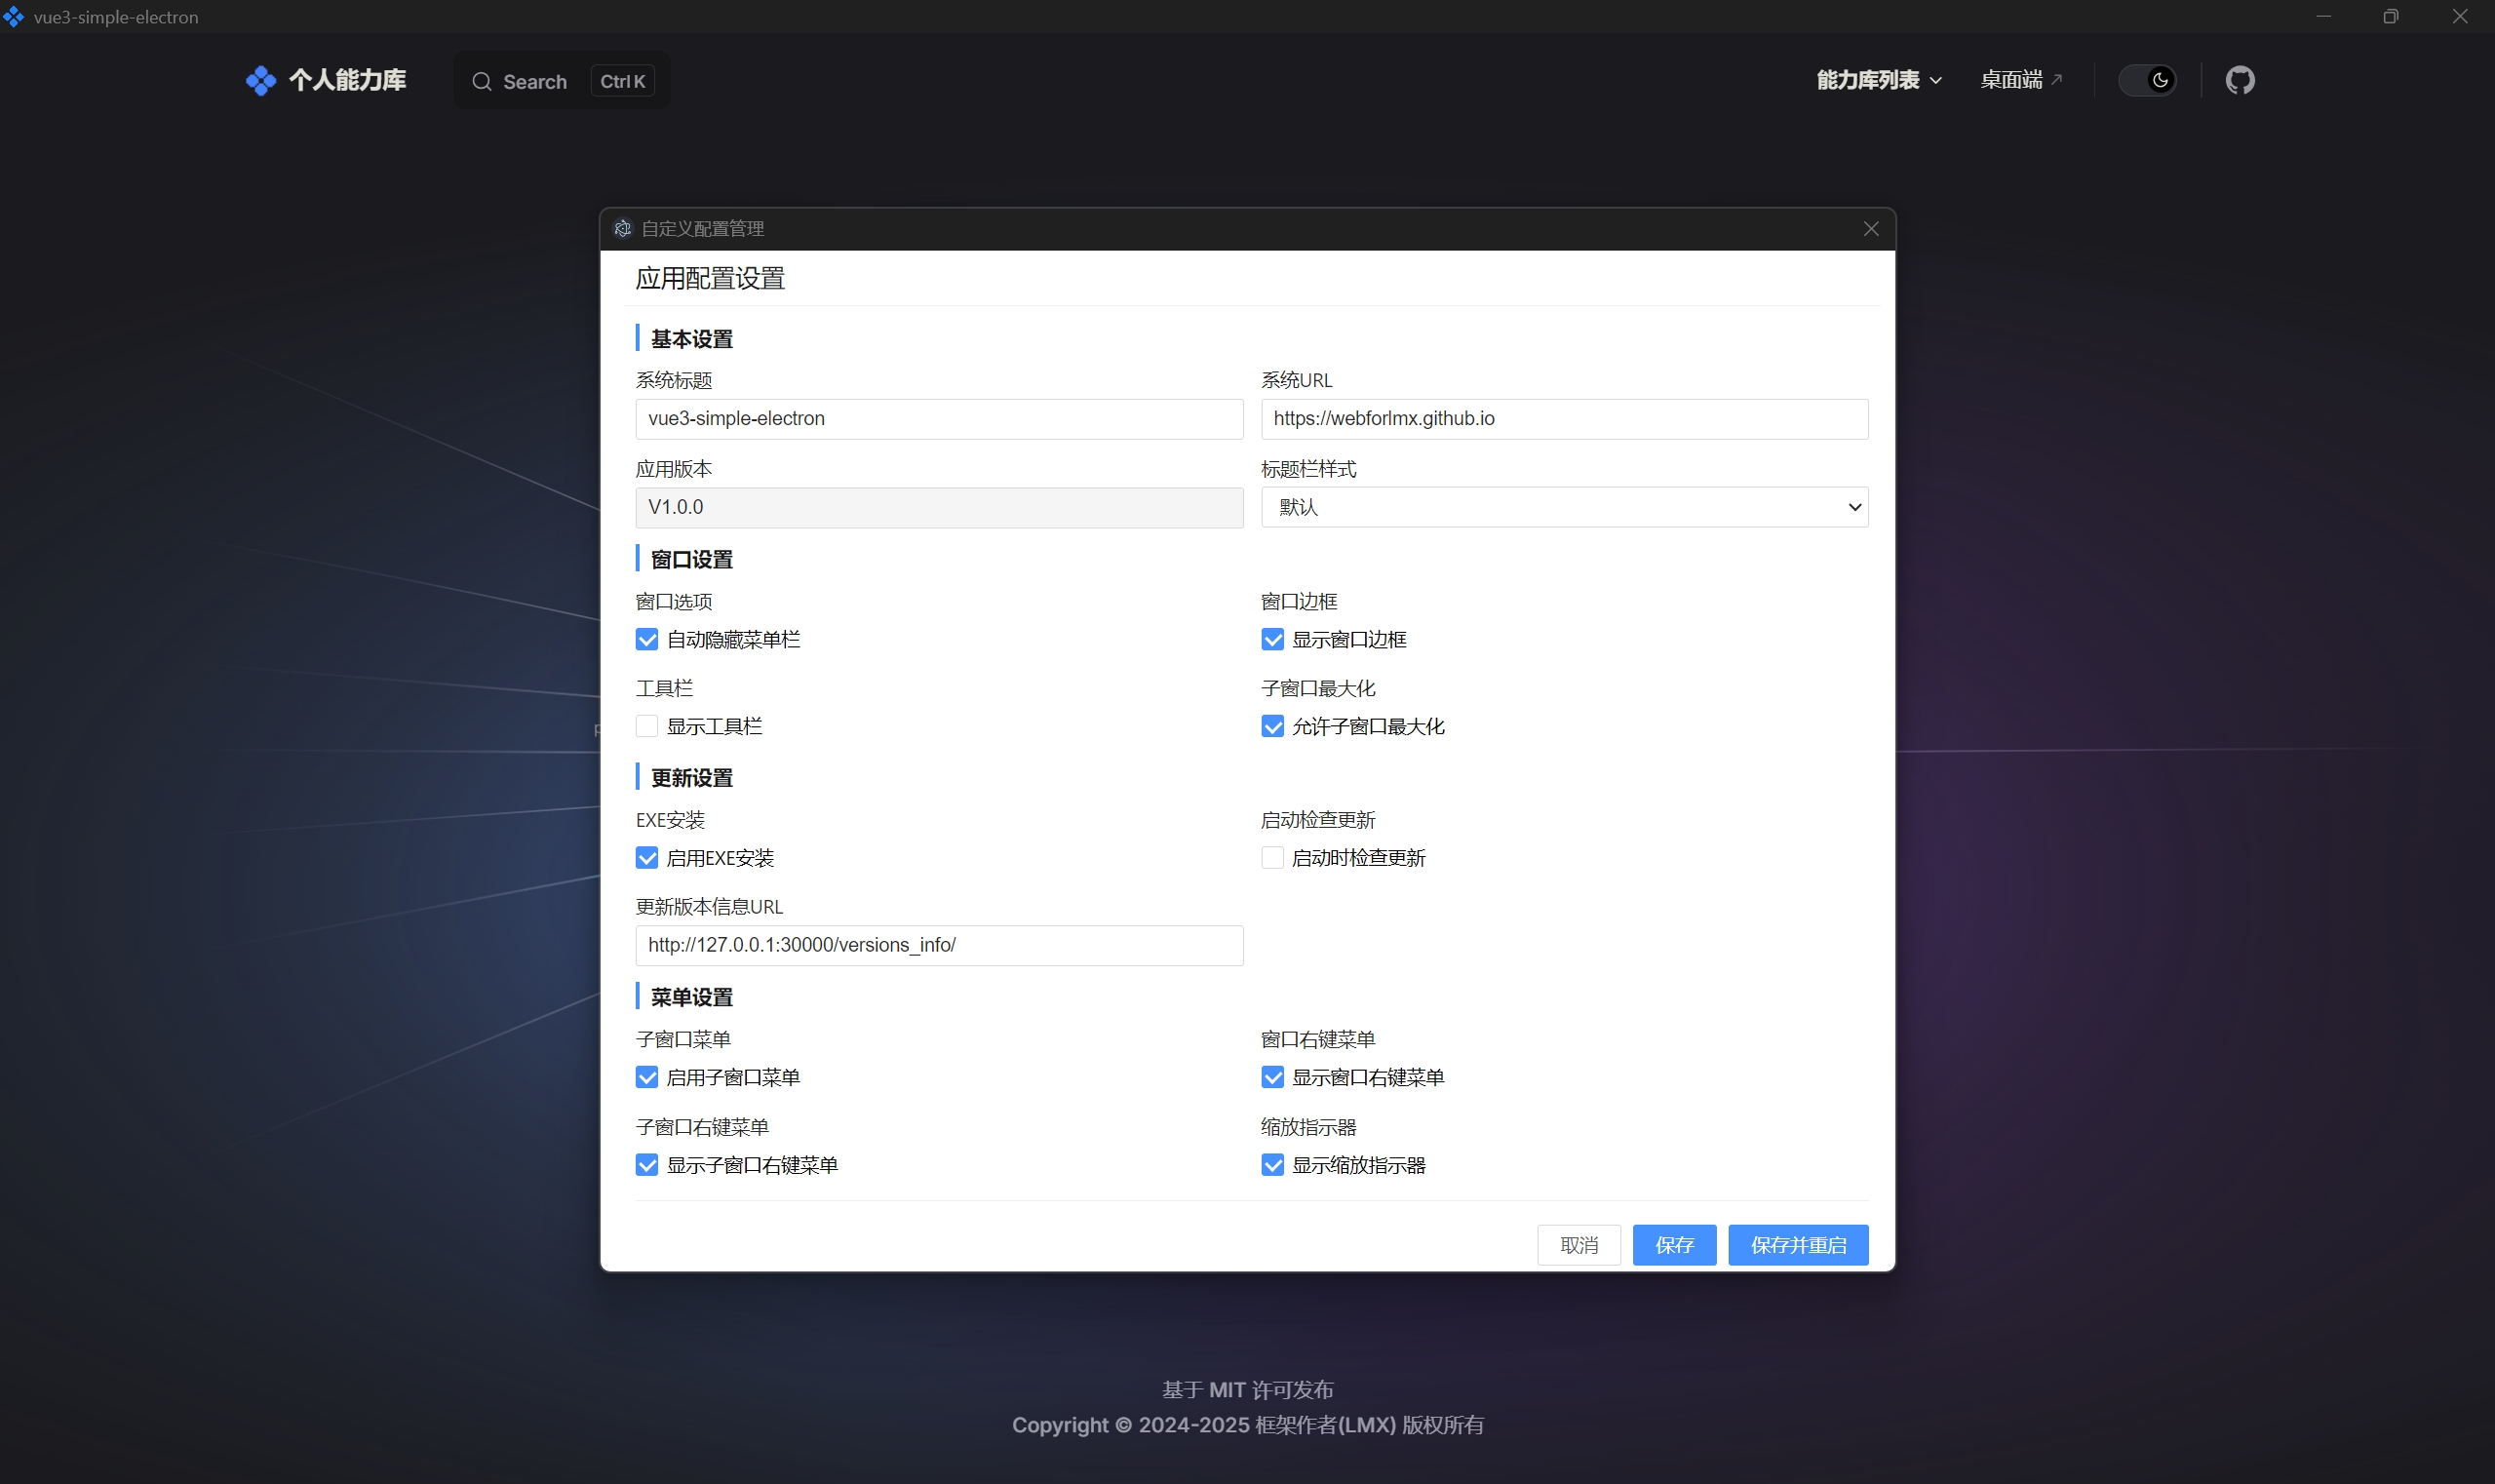 vue3-simple-electron
个人能力库
Search Ctrl K
能力库列表 桌面端
自定义配置管理
应用配置设置
基本设置
系统标题 系统URL
vue3-simple-electron https://webforlmx.github.io
应用版本 标题栏样式
V1.0.0 默认
窗口设置
窗口选项 窗口边框
自动隐藏菜单栏 显示窗口边框
工具栏 子窗口最大化
显示工具栏 允许子窗口最大化
更新设置
EXE安装 启动检查更新
启用EXE安装 启动时检查更新
更新版本信息URL
http://127.0.0.1:30000/versions_info/
菜单设置
子窗口菜单 窗口右键菜单
启用子窗口菜单 显示窗口右键菜单
子窗口右键菜单 缩放指示器
显示子窗口右键菜单 显示缩放指示器
取消 保存 保存并重启
基于 MIT 许可发布
Copyright © 2024-2025 框架作者(LMX) 版权所有